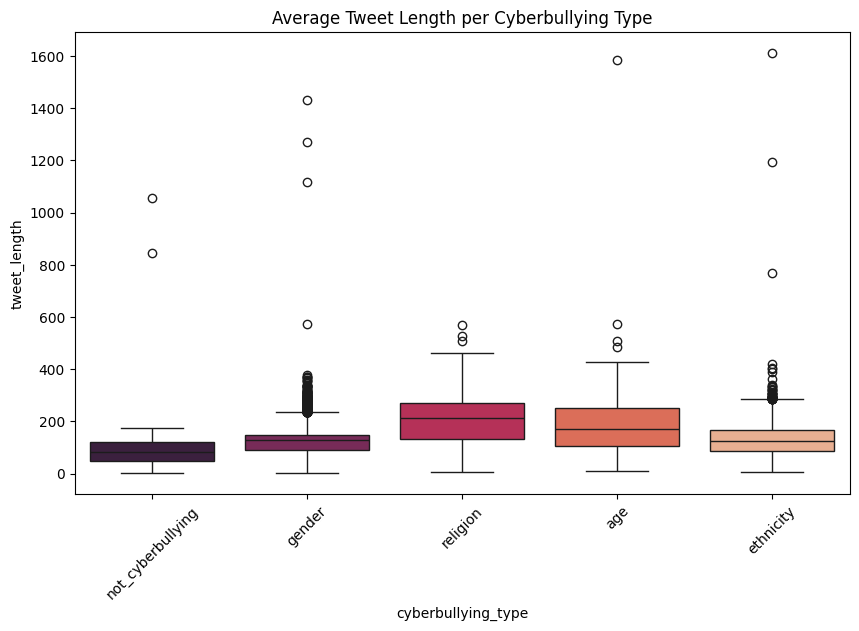 Average Tweet Length per Cyberbullying Type
tweet_length
1600
1400
1200
1000
800
600
400
200
0
not_cyberbullying
gender
religion
age
ethnicity
cyberbullying_type